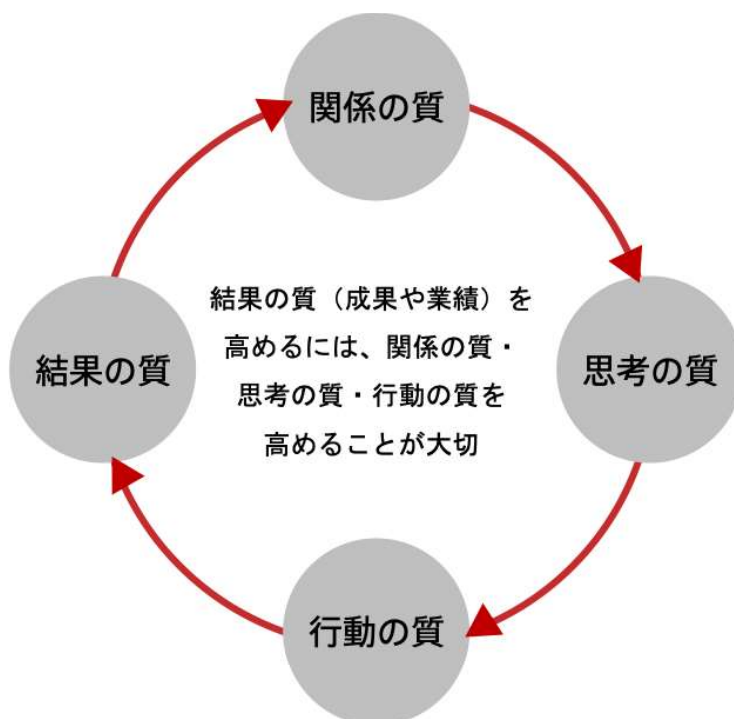 関係の質
結果の質（成果や業績）を
高めるには、関係の質・
思考の質・行動の質を
高めることが大切
結果の質
思考の質
行動の質